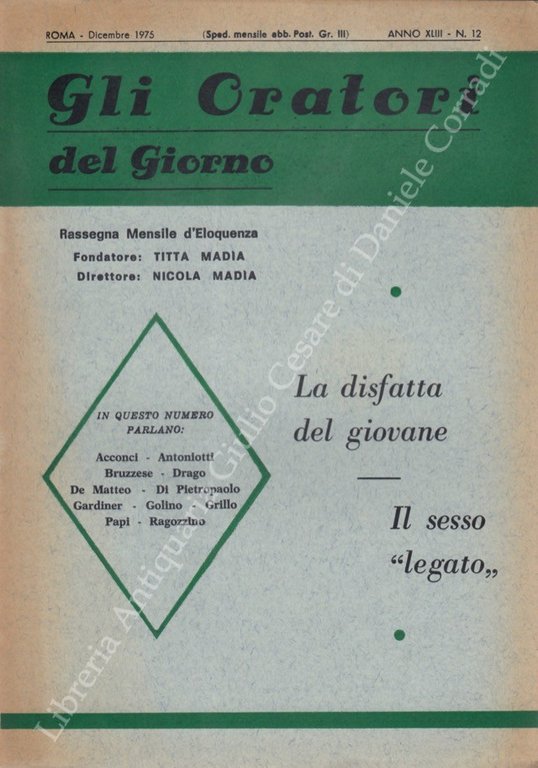 ROMA - Dicembre 1975 (Sped. mensile abb. Post. Gr. III) ANNO XLIII - N. 12
Gli Oratori
del Giorno
Rassegna Mensile d'Eloquenza
Fondatore: TITTA MADIA
Direttore: NICOLA MADIA
IN QUESTO NUMERO
PARLANO:
Acconci - Antoniotti
Bruzzese - Drago
De Matteo - Di Pietropaolo
Gardiner - Golino - Grillo
Papi - Ragozzino
La disfatta
del giovane
Il sesso
“legato„
Libreria Antiquaria Giulio Cesare di Daniele Corradi